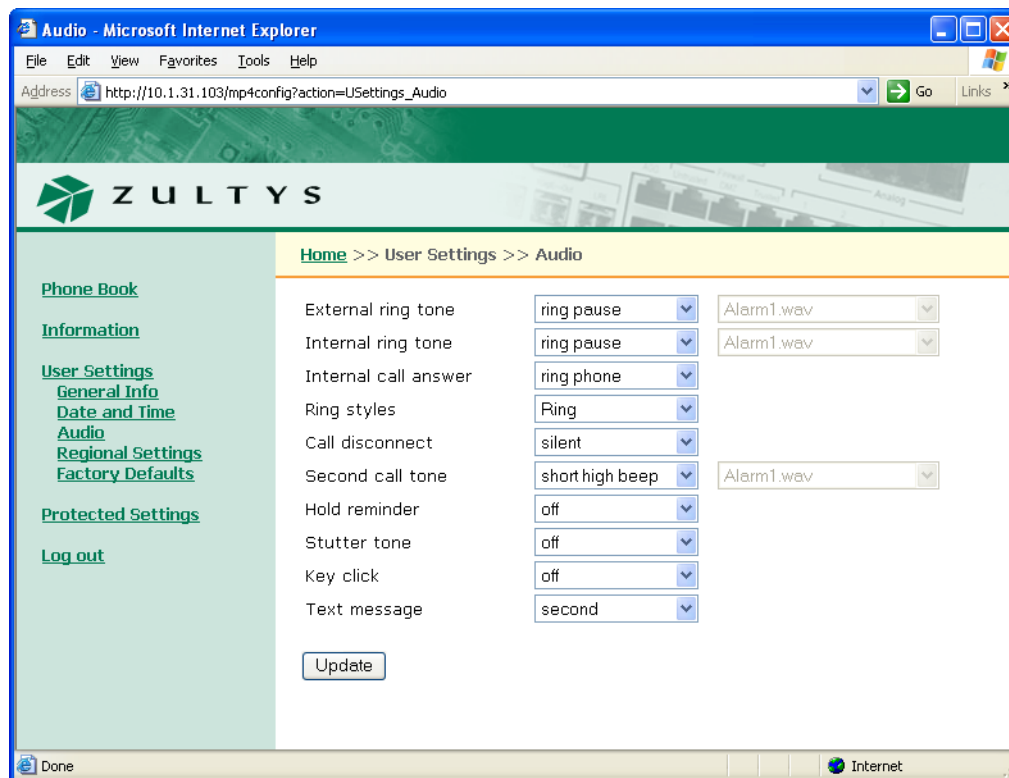 Audio - Microsoft Internet Explorer
File Edit View Favorites Tools Help
Address http://10.1.31.103/mp4config?action=USettings_Audio Go Links »
ZULTYS
Analog
Home >> User Settings >> Audio
Phone Book
Information
User Settings
General Info
Date and Time
Audio
Regional Settings
Factory Defaults
Protected Settings
Log out
External ring tone ring pause Alarm1.wav
Internal ring tone ring pause Alarm1.wav
Internal call answer ring phone
Ring styles Ring
Call disconnect silent
Second call tone short high beep Alarm1.wav
Hold reminder off
Stutter tone off
Key click off
Text message second
Update
Done Internet